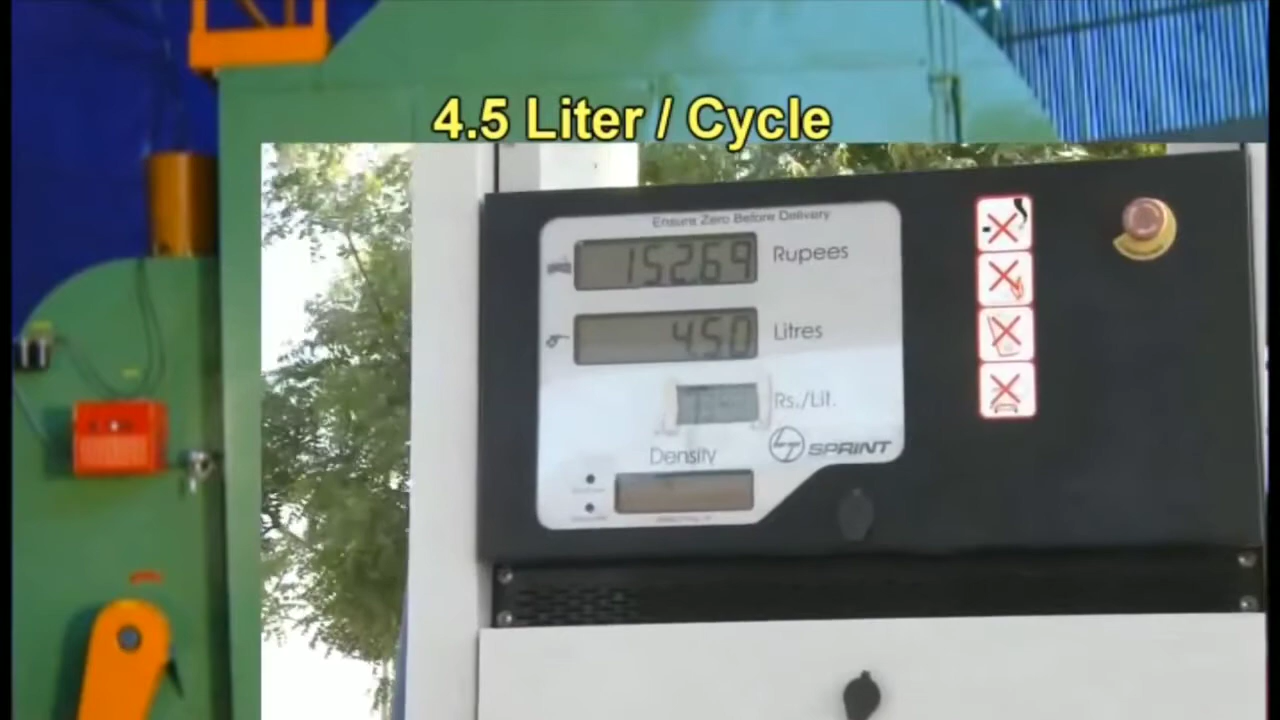 4.5 Liter / Cycle
Ensure Zero Before Delivery
152.69 Rupees
4.50 Litres
Rs./Lit.
L&T SPRINT
Density